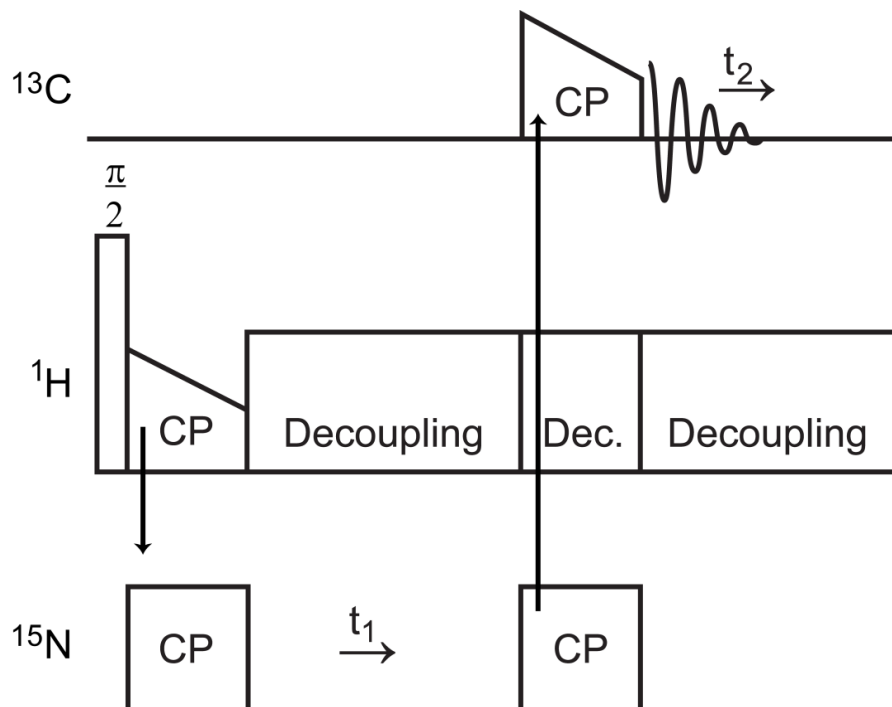 ¹³C
CP
t₂
π
2
¹H
CP
Decoupling
Dec.
Decoupling
¹⁵N
CP
t₁
CP